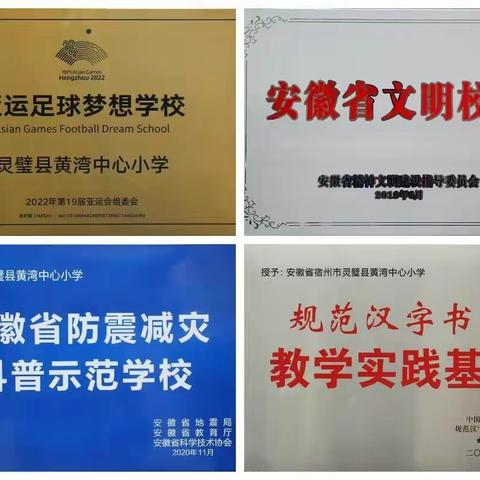 19th Asian Games
Hangzhou 2022
亚运足球梦想学校
Asian Games Football Dream School
灵璧县黄湾中心小学
2022年第19届亚运会组委会
安徽省文明校
安徽省精神文明建设指导委员会
璧县黄湾中心小学
徽省防震减灾
科普示范学校
安徽省地震局
安徽省教育厅
安徽省科学技术协会
2020年11月
授予：安徽省宿州市灵璧县黄湾中心小学
规范汉字书
教学实践基
中国
规范汉
二〇